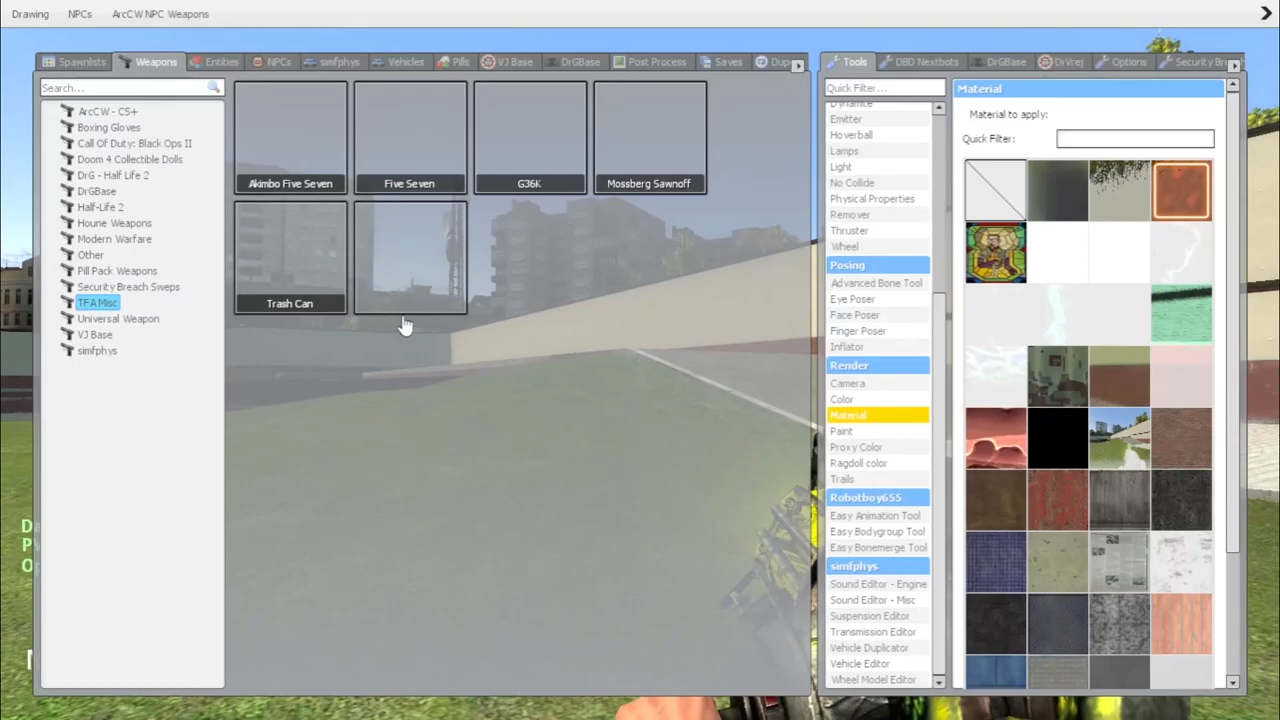 Drawing NPCs ArcCW NPC Weapons
Spawnlists Weapons Entities NPCs simfphys Vehicles Pills VJ Base DrGBase Post Process Saves
Search...
ArcCW - CS+
Boxing Gloves
Call Of Duty: Black Ops II
Doom 4 Collectible Dolls
DrG - Half Life 2
DrGBase
Half-Life 2
Houne Weapons
Modern Warfare
Other
Pill Pack Weapons
Security Breach Sweps
TFA Misc
Universal Weapon
VJ Base
simfphys
Akimbo Five Seven
Five Seven
G36K
Mossberg Sawnoff
Trash Can
Tools DBD Nextbots DrGBase DrVrej Options Security
Quick Filter...
Dynamite
Emitter
Hoverball
Lamps
Light
No Collide
Physical Properties
Remover
Thruster
Wheel
Posing
Advanced Bone Tool
Eye Poser
Face Poser
Finger Poser
Inflator
Render
Camera
Color
Material
Paint
Proxy Color
Ragdoll color
Trails
Robotboy655
Easy Animation Tool
Easy Bodygroup Tool
Easy Bonemerge Tool
simfphys
Sound Editor - Engine
Sound Editor - Misc
Suspension Editor
Transmission Editor
Vehicle Duplicator
Vehicle Editor
Wheel Model Editor
Material
Material to apply:
Quick Filter: